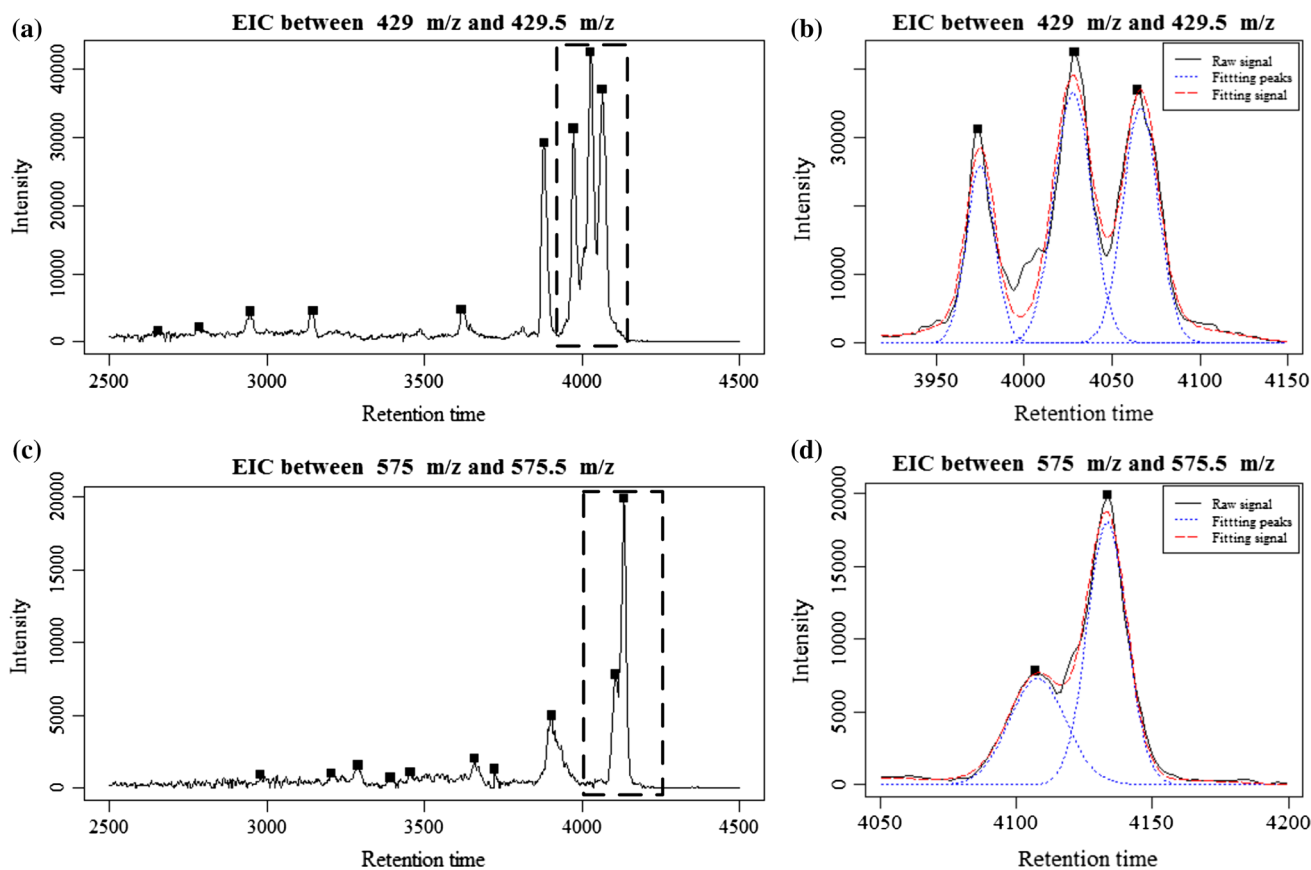 (a)
EIC between 429 m/z and 429.5 m/z
Intensity
0
10000
20000
30000
40000
2500
3000
3500
4000
4500
Retention time
(b)
EIC between 429 m/z and 429.5 m/z
Raw signal
Fittting peaks
Fitting signal
Intensity
0
10000
30000
3950
4000
4050
4100
4150
Retention time
(c)
EIC between 575 m/z and 575.5 m/z
Intensity
0
5000
10000
15000
20000
2500
3000
3500
4000
4500
Retention time
(d)
EIC between 575 m/z and 575.5 m/z
Raw signal
Fittting peaks
Fitting signal
Intensity
0
5000
10000
15000
20000
4050
4100
4150
4200
Retention time